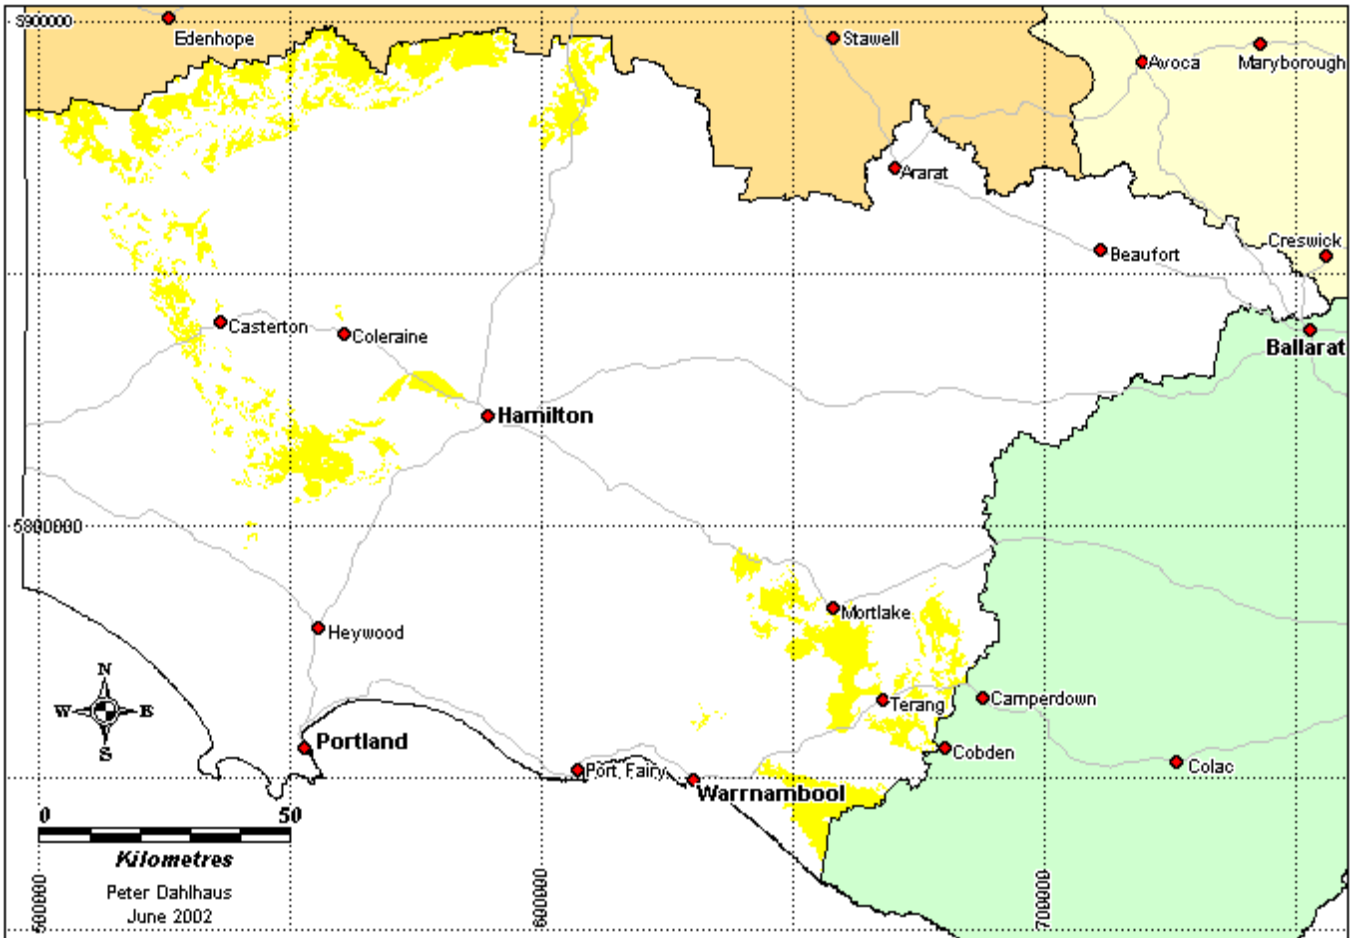 5900000
Edenhope
Stawell
Avoca
Maryborough
Ararat
Creswick
Beaufort
Casterton
Coleraine
Ballarat
Hamilton
5800000
Mortlake
Heywood
N
W E
S
Camperdown
Terang
Portland
Cobden
Port Fairy
Colac
Warrnambool
0 50
Kilometres
Peter Dahlhaus
June 2002
500000
600000
700000